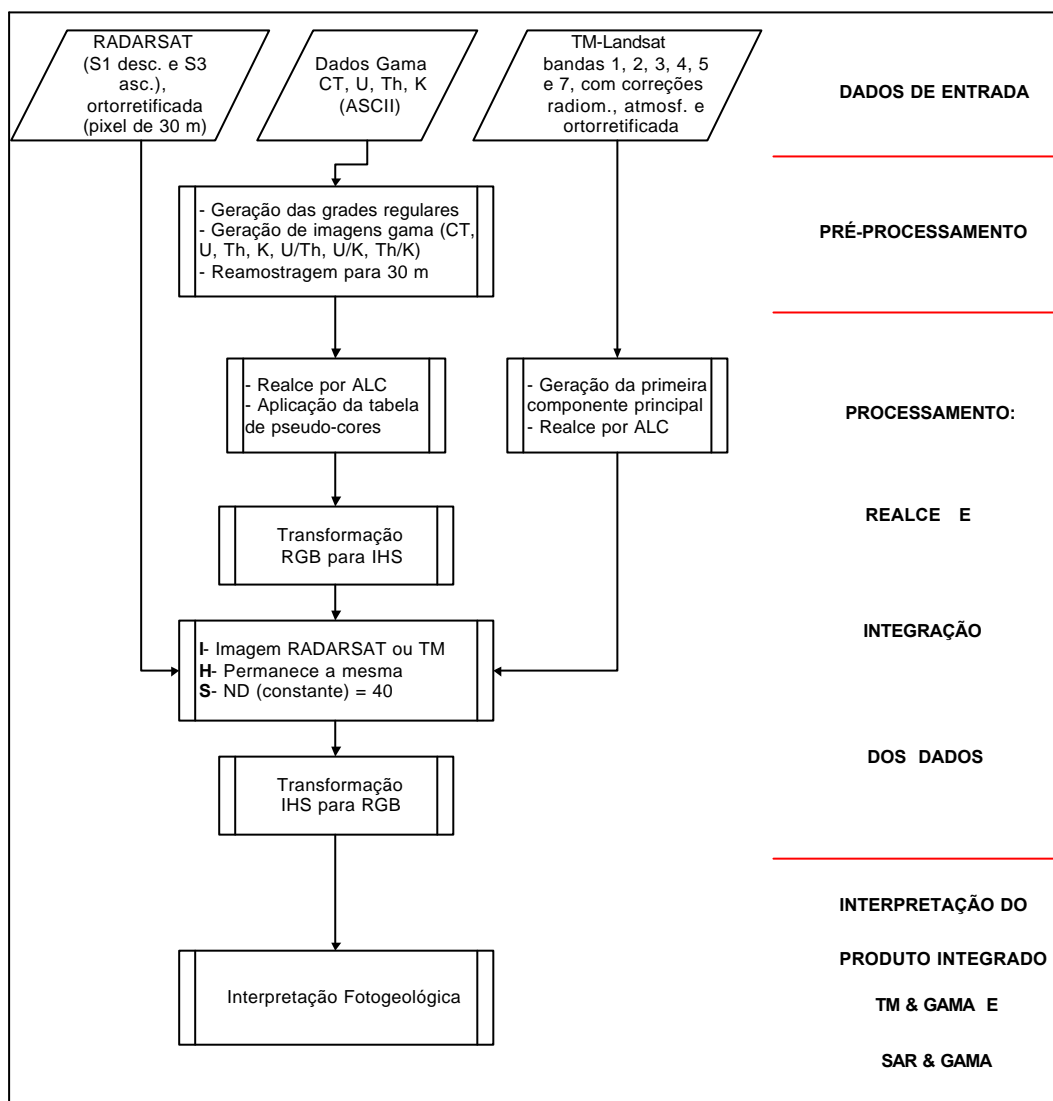 RADARSAT
(S1 desc. e S3
asc.),
ortorretificada
(pixel de 30 m)
Dados Gama
CT, U, Th, K
(ASCII)
TM-Landsat
bandas 1, 2, 3, 4, 5
e 7, com correções
radiom., atmosf. e
ortorretificada
DADOS DE ENTRADA
- Geração das grades regulares
- Geração de imagens gama (CT,
U, Th, K, U/Th, U/K, Th/K)
- Reamostragem para 30 m
PRÉ-PROCESSAMENTO
- Realce por ALC
- Aplicação da tabela
de pseudo-cores
- Geração da primeira
componente principal
- Realce por ALC
PROCESSAMENTO:
REALCE E
Transformação
RGB para IHS
I- Imagem RADARSAT ou TM
H- Permanece a mesma
S- ND (constante) = 40
INTEGRAÇÃO
DOS DADOS
Transformação
IHS para RGB
INTERPRETAÇÃO DO
PRODUTO INTEGRADO
TM & GAMA E
SAR & GAMA
Interpretação Fotogeológica